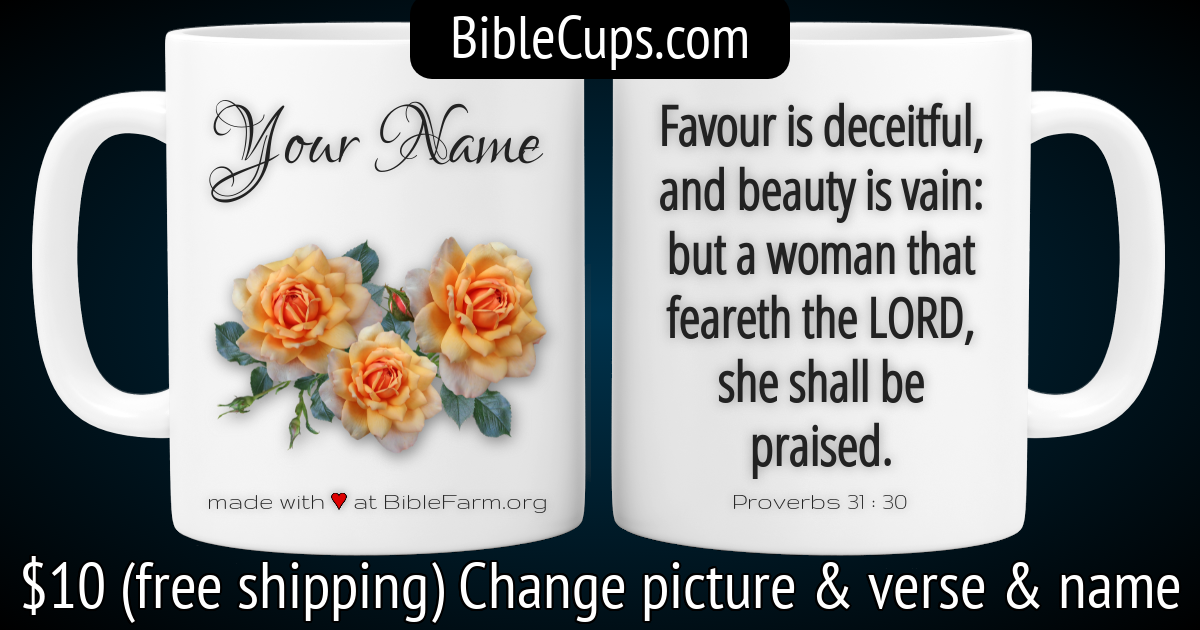 BibleCups.com
Your Name
made with ♥ at BibleFarm.org
Favour is deceitful,
and beauty is vain:
but a woman that
feareth the LORD,
she shall be
praised.
Proverbs 31 : 30
$10 (free shipping) Change picture & verse & name